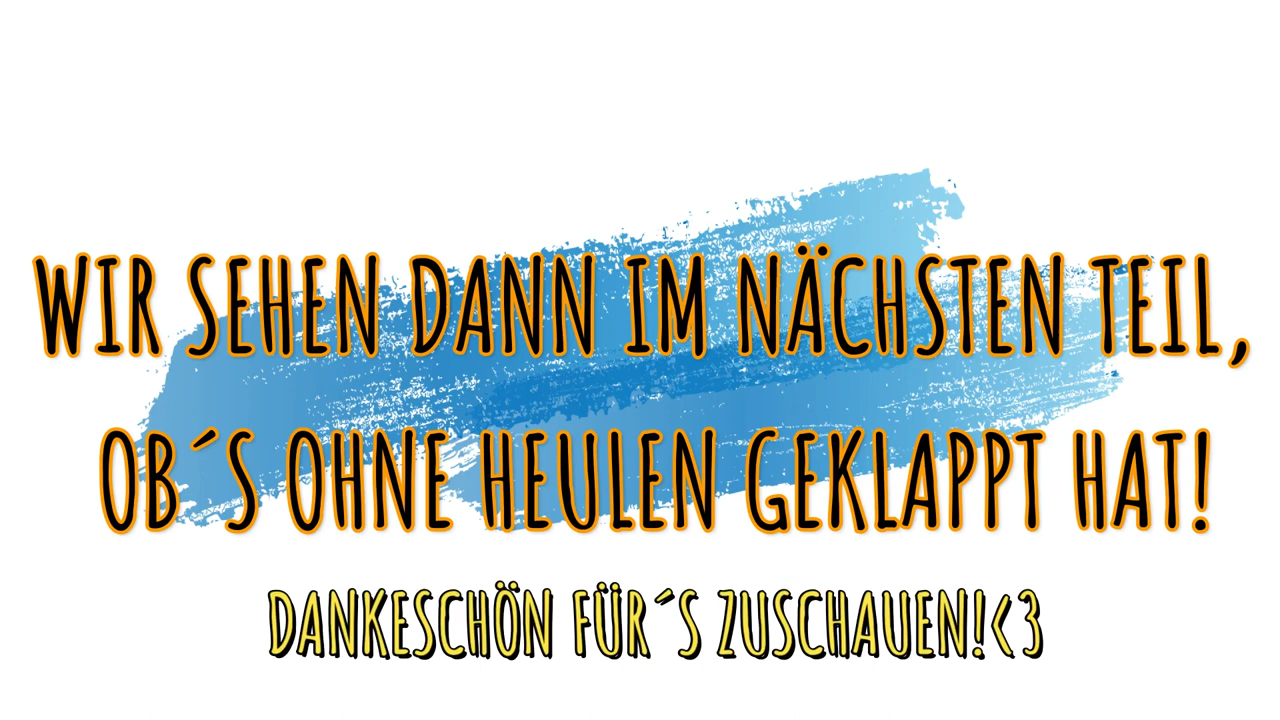 WIR SEHEN DANN IM NÄCHSTEN TEIL,
OB´S OHNE HEULEN GEKLAPPT HAT!
DANKESCHÖN FÜR´S ZUSCHAUEN!<3